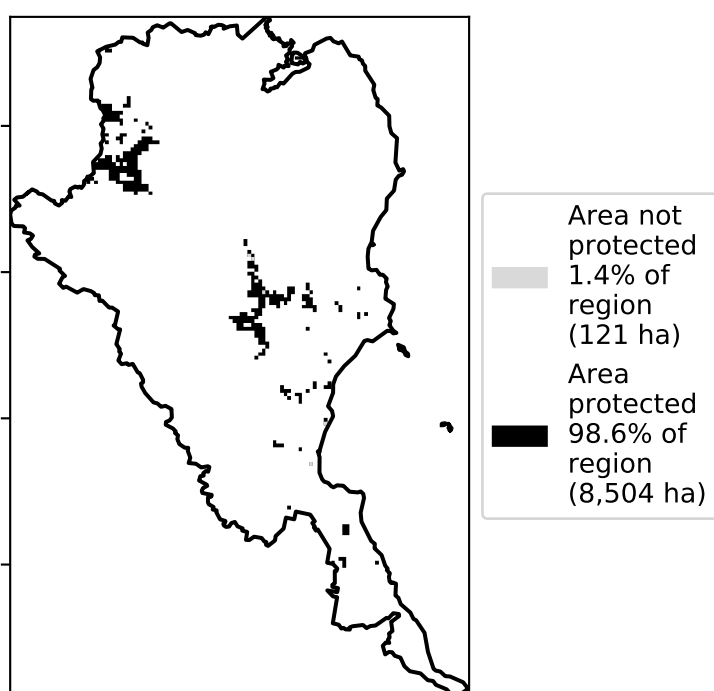 Area not
protected
1.4% of
region
(121 ha)
Area
protected
98.6% of
region
(8,504 ha)